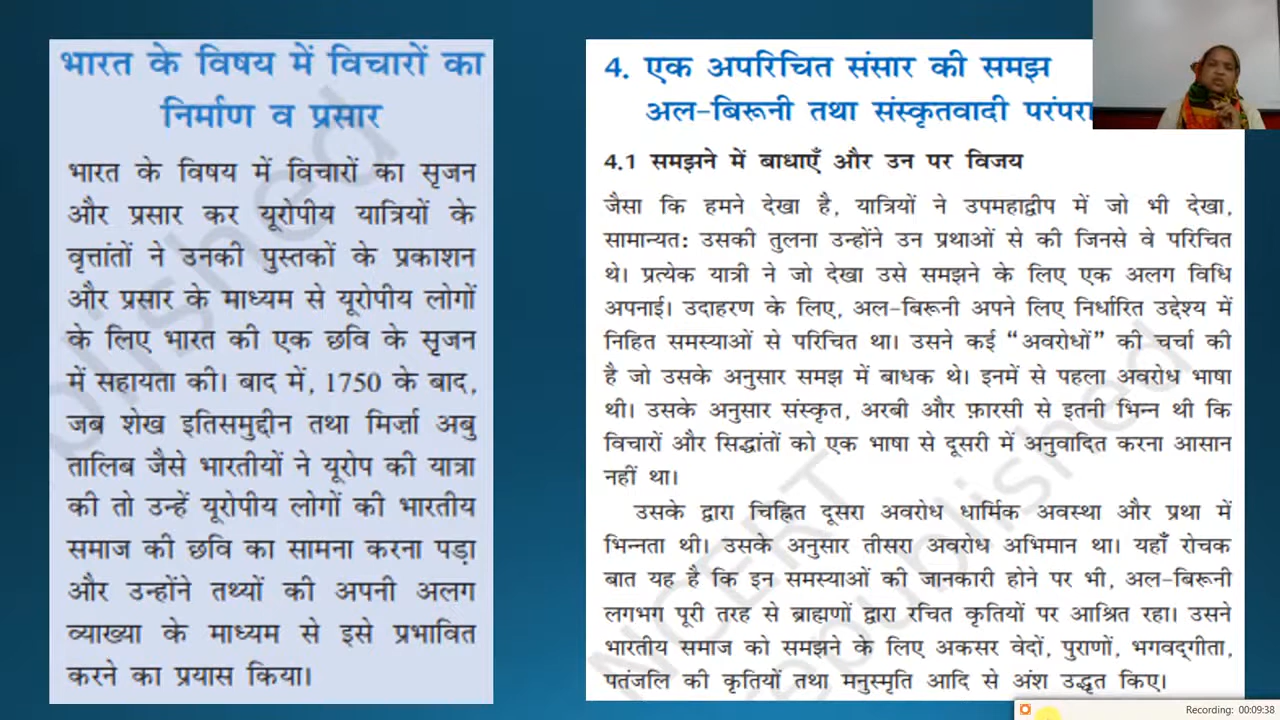 भारत के विषय में विचारों का
निर्माण व प्रसार
भारत के विषय में विचारों का सृजन
और प्रसार कर यूरोपीय यात्रियों के
वृत्तांतों ने उनकी पुस्तकों के प्रकाशन
और प्रसार के माध्यम से यूरोपीय लोगों
के लिए भारत की एक छवि के सृजन
में सहायता की। बाद में, 1750 के बाद,
जब शेख इतिसमुद्दीन तथा मिर्ज़ा अबु
तालिब जैसे भारतीयों ने यूरोप की यात्रा
की तो उन्हें यूरोपीय लोगों की भारतीय
समाज की छवि का सामना करना पड़ा
और उन्होंने तथ्यों की अपनी अलग
व्याख्या के माध्यम से इसे प्रभावित
करने का प्रयास किया।
4. एक अपरिचित संसार की समझ
अल-बिरूनी तथा संस्कृतवादी परंपरा
4.1 समझने में बाधाएँ और उन पर विजय
जैसा कि हमने देखा है, यात्रियों ने उपमहाद्वीप में जो भी देखा,
सामान्यत: उसकी तुलना उन्होंने उन प्रथाओं से की जिनसे वे परिचित
थे। प्रत्येक यात्री ने जो देखा उसे समझने के लिए एक अलग विधि
अपनाई। उदाहरण के लिए, अल-बिरूनी अपने लिए निर्धारित उद्देश्य में
निहित समस्याओं से परिचित था। उसने कई “अवरोधों” की चर्चा की
है जो उसके अनुसार समझ में बाधक थे। इनमें से पहला अवरोध भाषा
थी। उसके अनुसार संस्कृत, अरबी और फ़ारसी से इतनी भिन्न थी कि
विचारों और सिद्धांतों को एक भाषा से दूसरी में अनुवादित करना आसान
नहीं था।
उसके द्वारा चिह्नित दूसरा अवरोध धार्मिक अवस्था और प्रथा में
भिन्नता थी। उसके अनुसार तीसरा अवरोध अभिमान था। यहाँ रोचक
बात यह है कि इन समस्याओं की जानकारी होने पर भी, अल-बिरूनी
लगभग पूरी तरह से ब्राह्मणों द्वारा रचित कृतियों पर आश्रित रहा। उसने
भारतीय समाज को समझने के लिए अकसर वेदों, पुराणों, भगवद्गीता,
पतंजलि की कृतियों तथा मनुस्मृति आदि से अंश उद्धृत किए।
NCERT
republished
Recording: 00:09:38